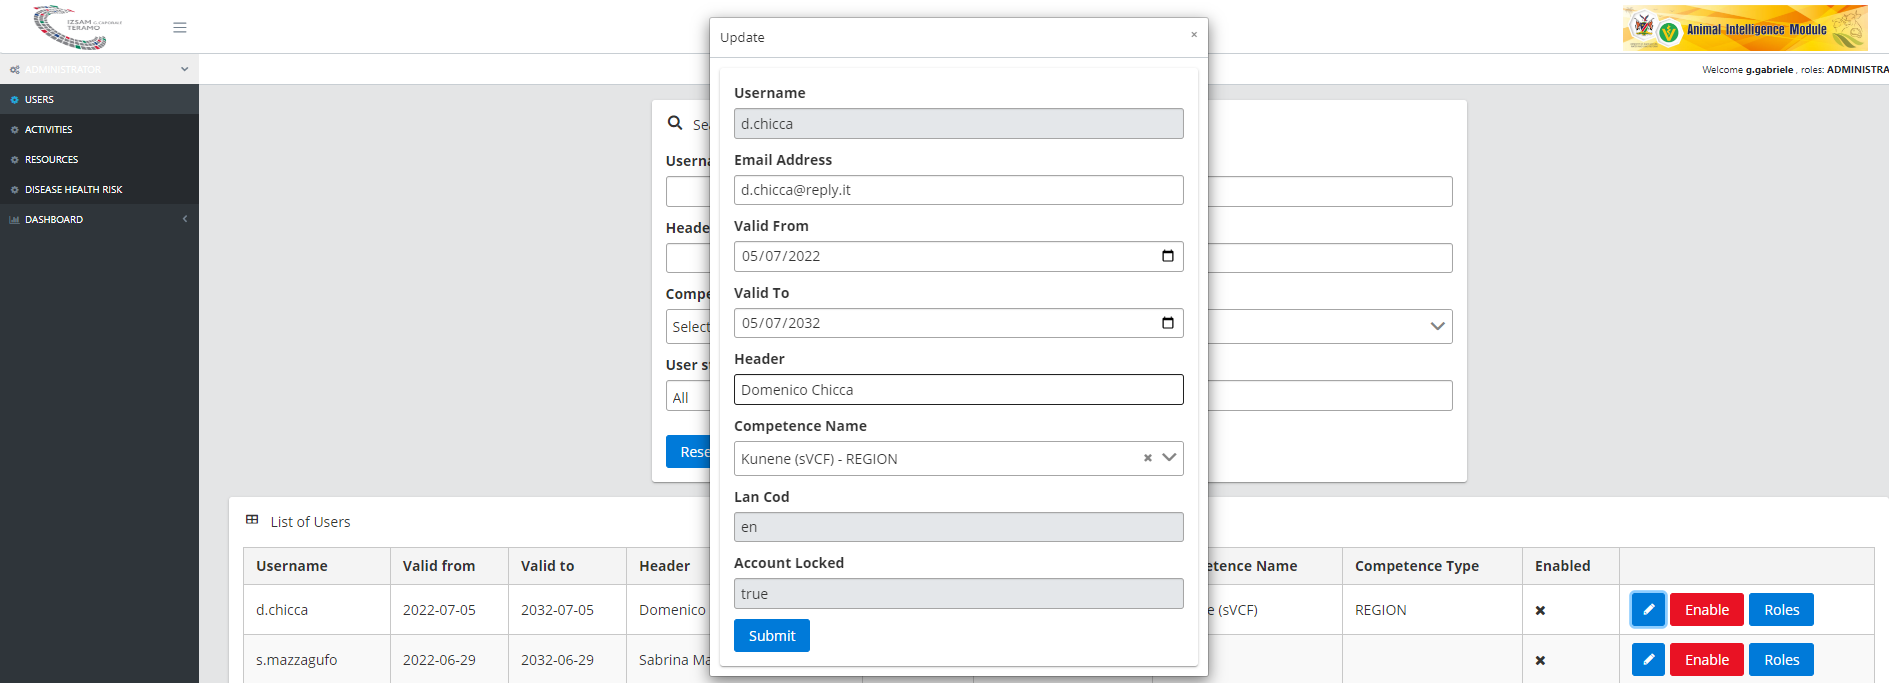 IZSAM G. CAPORALE
TERAMO
Animal Intelligence Module
Welcome g.gabriele , roles: ADMINISTRA
ADMINISTRATOR
USERS
ACTIVITIES
RESOURCES
DISEASE HEALTH RISK
DASHBOARD
Update
×
Username
d.chicca
Email Address
d.chicca@reply.it
Valid From
05/07/2022
Valid To
05/07/2032
Header
Domenico Chicca
Competence Name
Kunene (sVCF) - REGION
Lan Cod
en
Account Locked
true
Submit
Sea
Userna
Heade
Compe
Select
User s
All
Rese
List of Users
Username Valid from Valid to Header etence Name Competence Type Enabled
d.chicca 2022-07-05 2032-07-05 Domenico e (sVCF) REGION Enable Roles
s.mazzagufo 2022-06-29 2032-06-29 Sabrina Ma Enable Roles